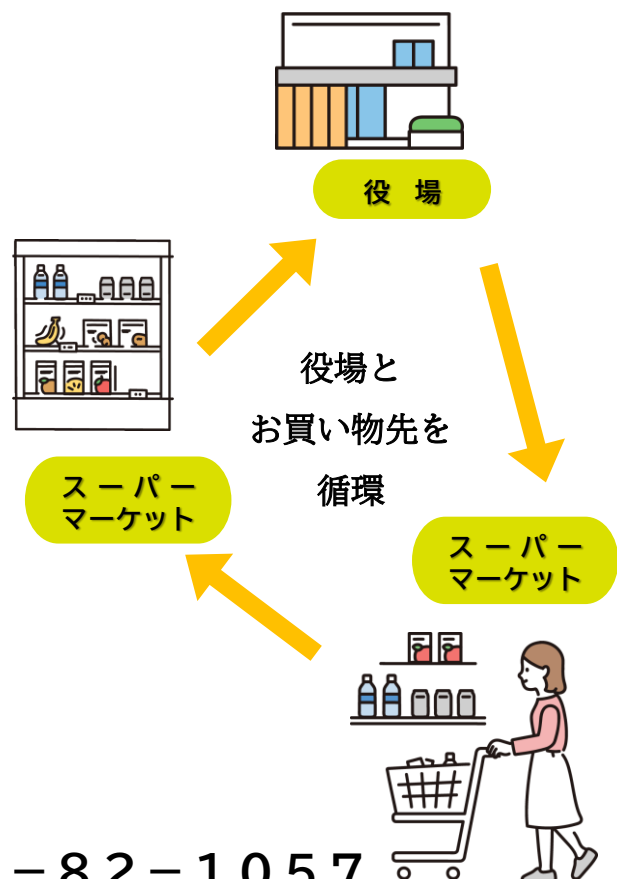 役 場
役場と
お買い物先を
循環
スーパー
マーケット
スーパー
マーケット
−８２−１０５７